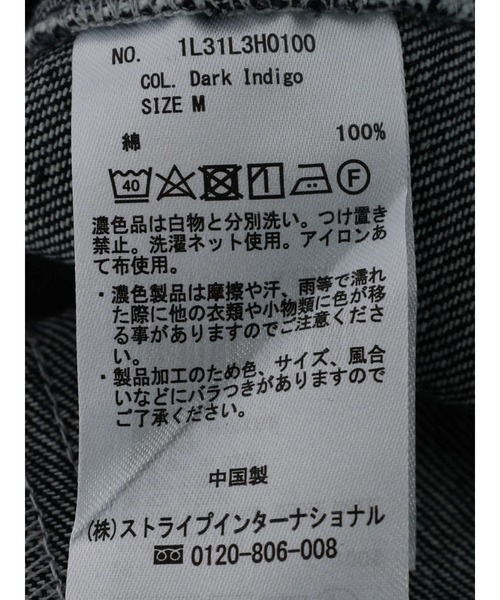 NO. 1L31L3H0100
COL. Dark Indigo
SIZE M
綿 100%
40 F
濃色品は白物と分別洗い。つけ置き
禁止。洗濯ネット使用。アイロンあ
て布使用。
・濃色製品は摩擦や汗、雨等で濡れ
た際に他の衣類や小物類に色が移
る事がありますのでご注意くださ
い。
・製品加工のため色、サイズ、風合
いなどにバラつきがありますので
ご了承ください。
中国製
(株)ストライプインターナショナル
0120-806-008